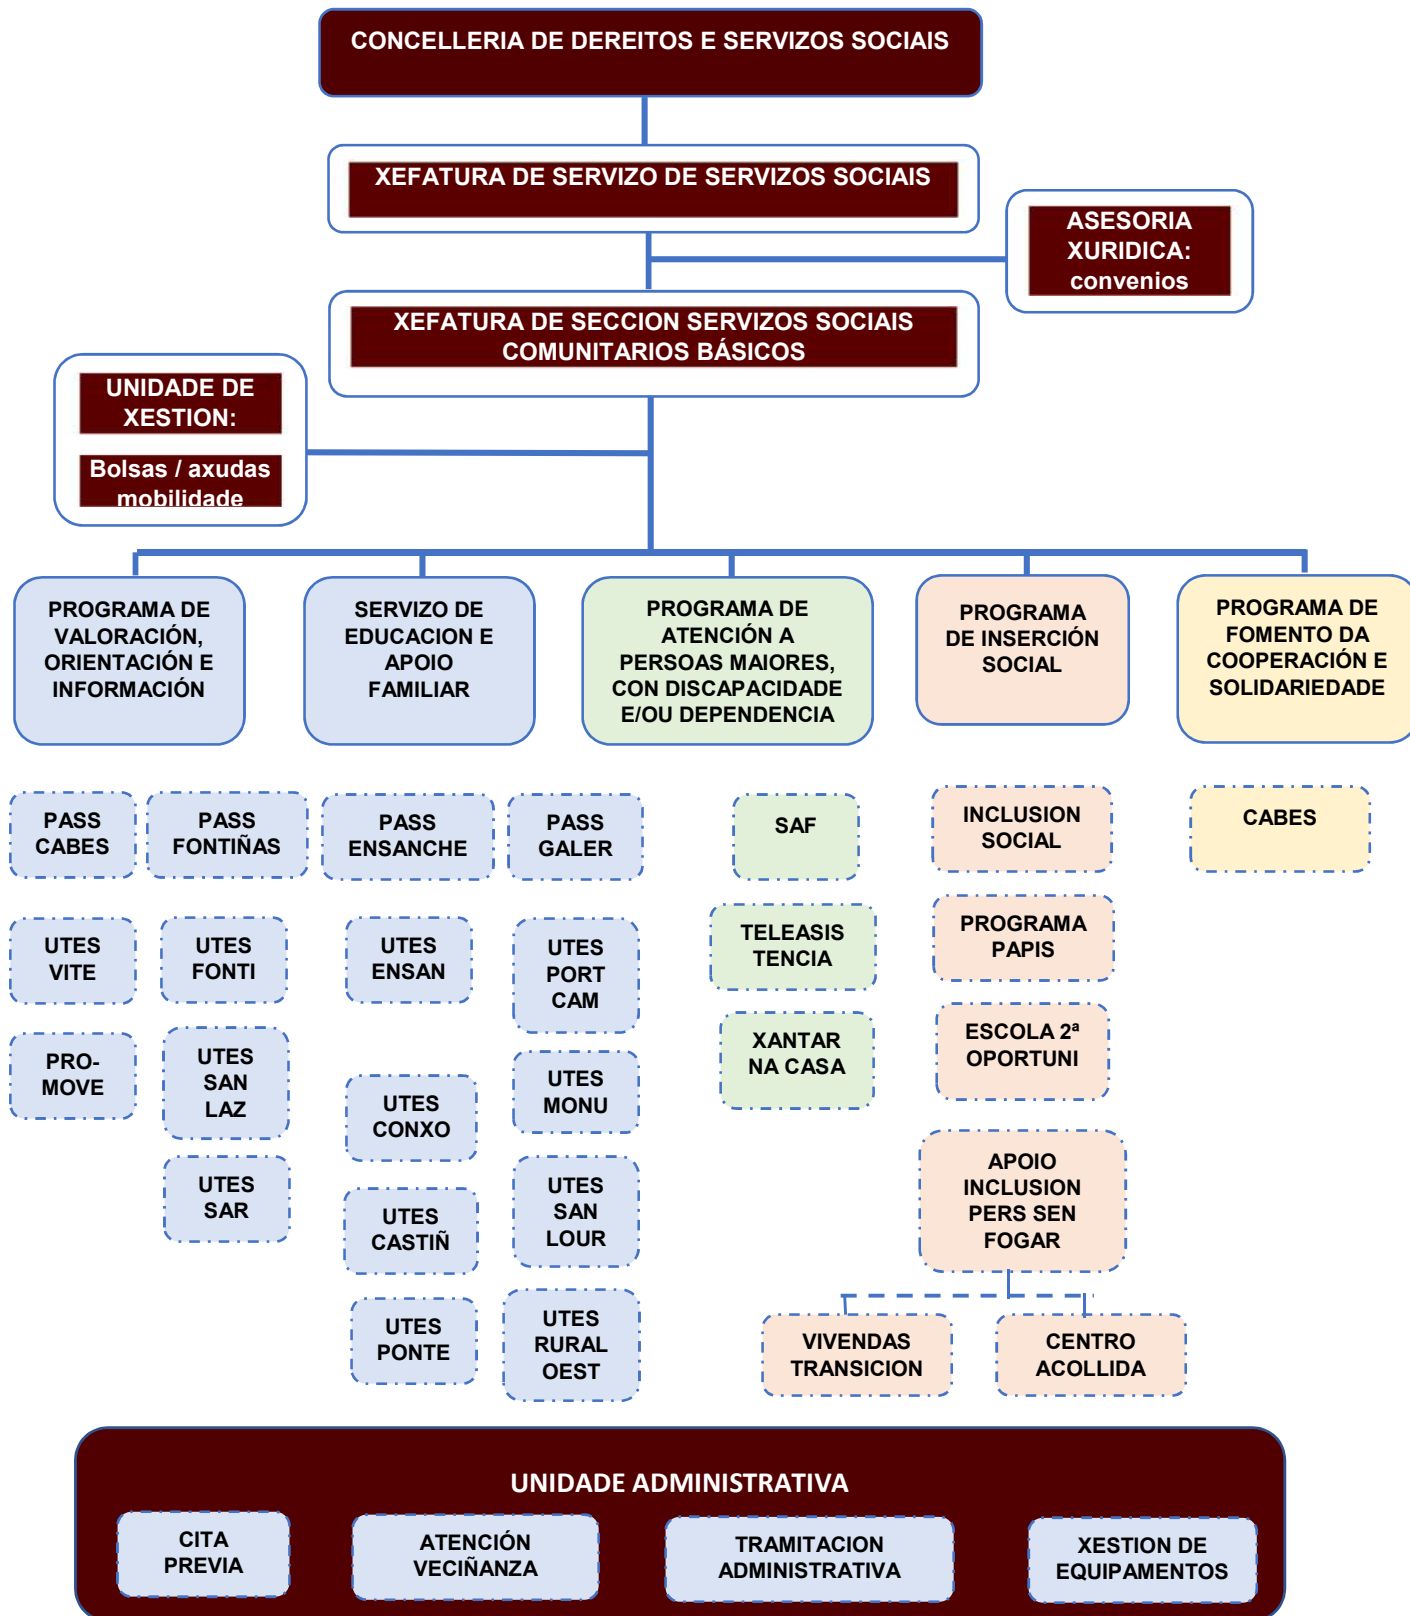 CONCELLERIA DE DEREITOS E SERVIZOS SOCIAIS
XEFATURA DE SERVIZO DE SERVIZOS SOCIAIS
ASESORIA
XURIDICA:
convenios
XEFATURA DE SECCION SERVIZOS SOCIAIS
COMUNITARIOS BÁSICOS
UNIDADE DE
XESTION:
Bolsas / axudas
mobilidade
PROGRAMA DE
VALORACIÓN,
ORIENTACIÓN E
INFORMACIÓN
SERVIZO DE
EDUCACION E
APOIO
FAMILIAR
PROGRAMA DE
ATENCIÓN A
PERSOAS MAIORES,
CON DISCAPACIDADE
E/OU DEPENDENCIA
PROGRAMA
DE INSERCIÓN
SOCIAL
PROGRAMA DE
FOMENTO DA
COOPERACIÓN E
SOLIDARIEDADE
PASS
CABES
PASS
FONTIÑAS
PASS
ENSANCHE
PASS
GALER
SAF
INCLUSION
SOCIAL
CABES
UTES
VITE
UTES
FONTI
UTES
ENSAN
UTES
PORT
CAM
TELEASIS
TENCIA
PROGRAMA
PAPIS
PRO-
MOVE
UTES
SAN
LAZ
UTES
CONXO
UTES
MONU
XANTAR
NA CASA
ESCOLA 2ª
OPORTUNI
UTES
SAR
UTES
CASTIÑ
UTES
SAN
LOUR
APOIO
INCLUSION
PERS SEN
FOGAR
UTES
PONTE
UTES
RURAL
OEST
VIVENDAS
TRANSICION
CENTRO
ACOLLIDA
UNIDADE ADMINISTRATIVA
CITA
PREVIA
ATENCIÓN
VECIÑANZA
TRAMITACION
ADMINISTRATIVA
XESTION DE
EQUIPAMENTOS